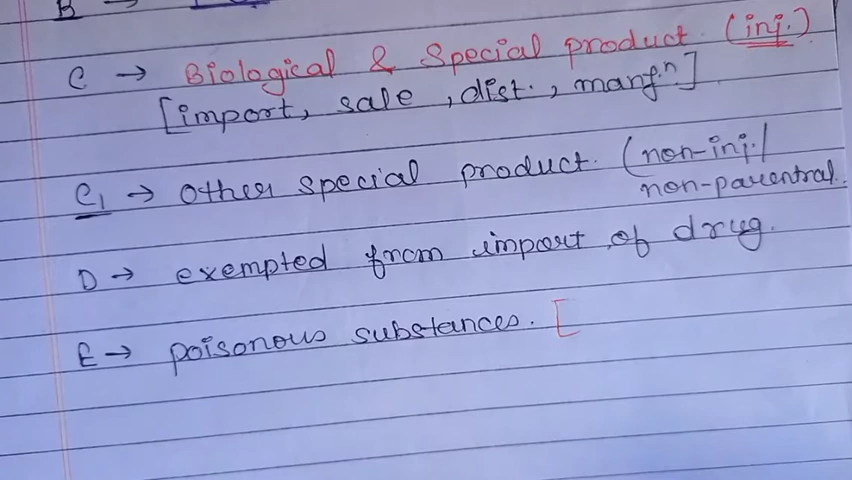 B →
C → Biological & Special product. (inj.)
[import, sale, dist., manfⁿ]
C₁ → Other special product. (non-inj./
non-parentral.
D → exempted from import of drug.
E → poisonous substances. [